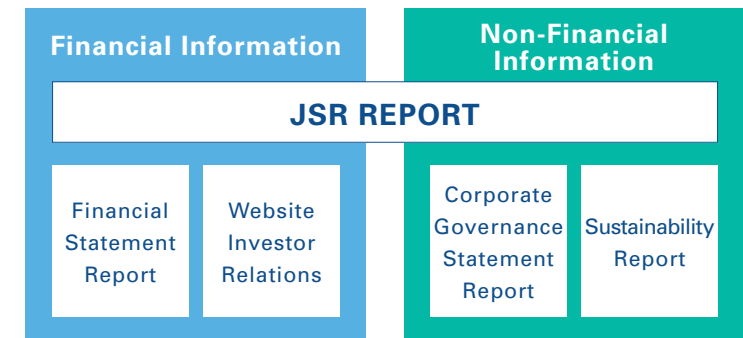 Financial Information
Non-Financial
Information
JSR REPORT
Financial
Statement
Report
Website
Investor
Relations
Corporate
Governance
Statement
Report
Sustainability
Report